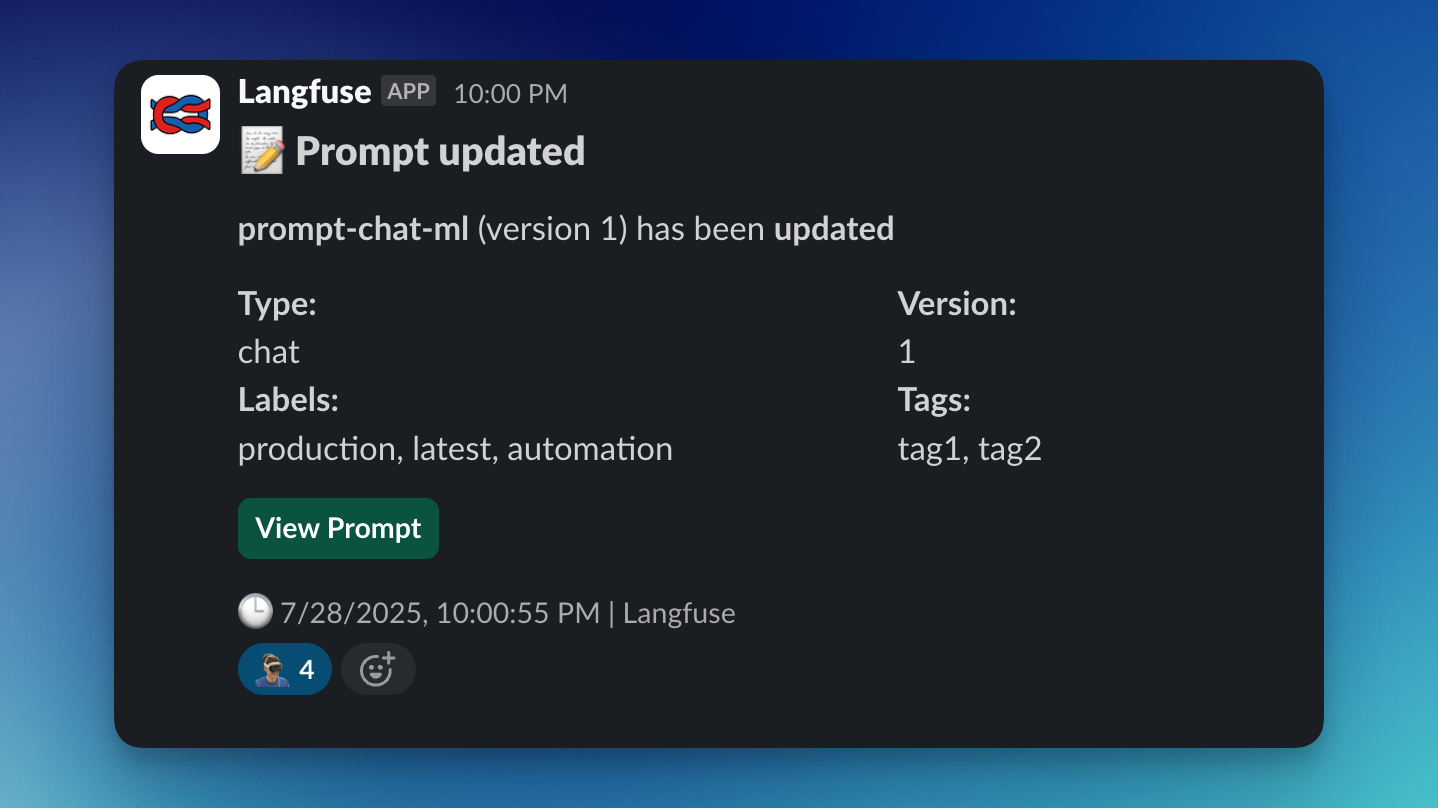 Langfuse APP 10:00 PM
📝 Prompt updated
prompt-chat-ml (version 1) has been updated
Type:
chat
Version:
1
Labels:
production, latest, automation
Tags:
tag1, tag2
View Prompt
🕒 7/28/2025, 10:00:55 PM | Langfuse
4